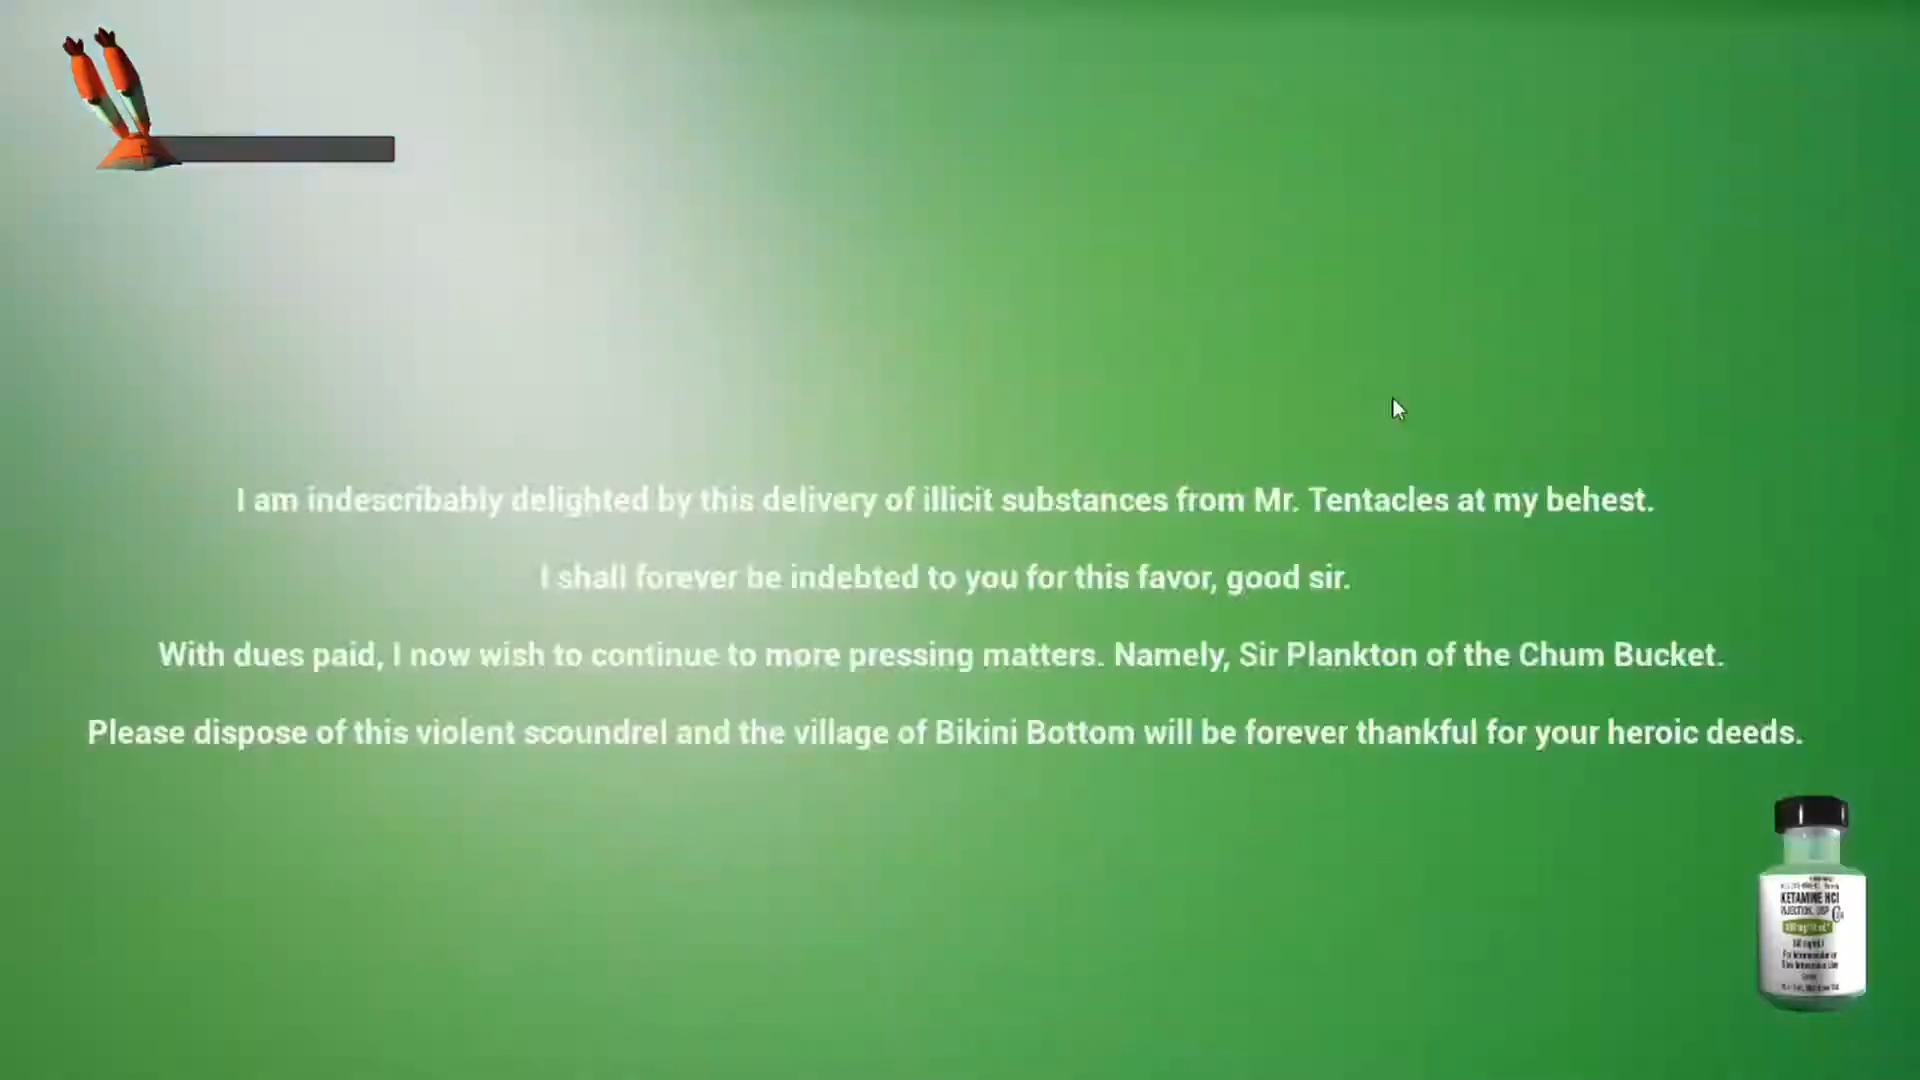 I am indescribably delighted by this delivery of illicit substances from Mr. Tentacles at my behest.
I shall forever be indebted to you for this favor, good sir.
With dues paid, I now wish to continue to more pressing matters. Namely, Sir Plankton of the Chum Bucket.
Please dispose of this violent scoundrel and the village of Bikini Bottom will be forever thankful for your heroic deeds.
KETAMINE HCl
INJECTION, USP